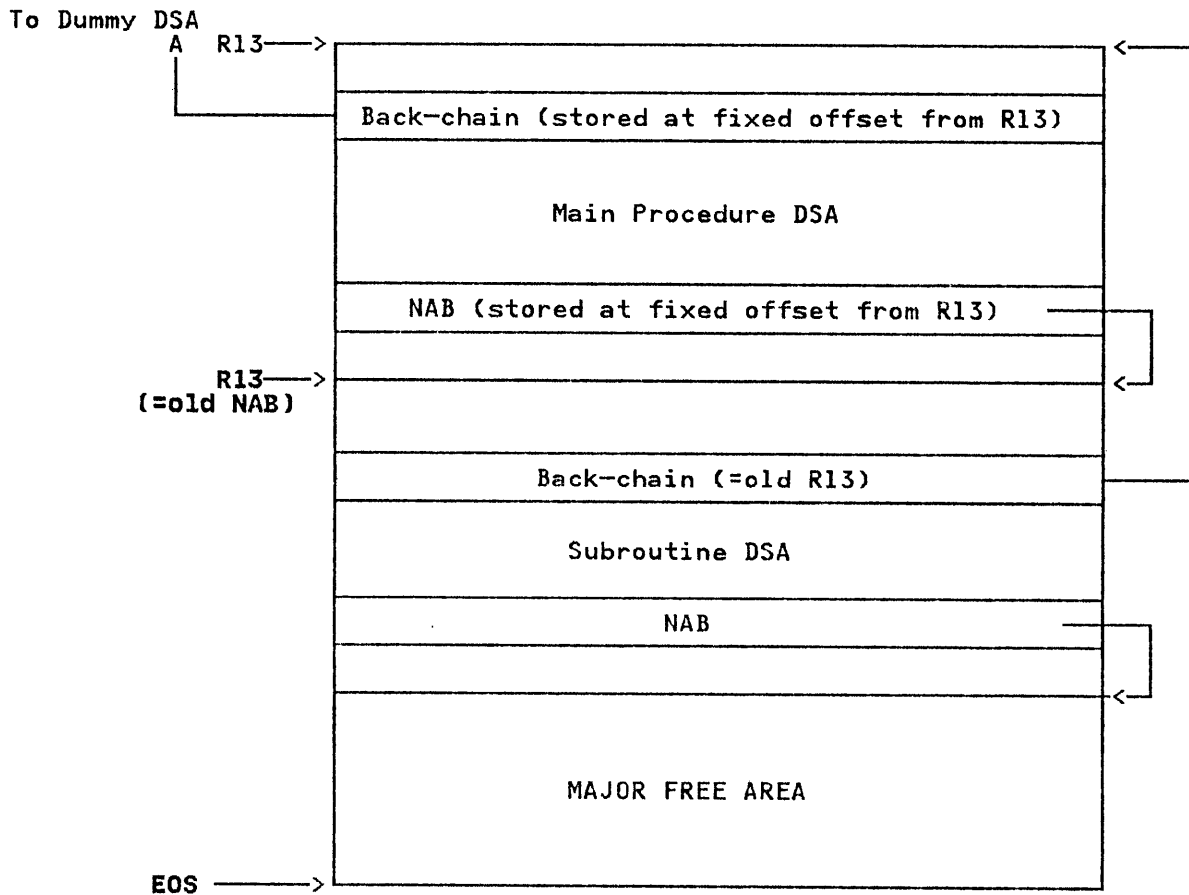 To Dummy DSA
A R13
Back-chain (stored at fixed offset from R13)
Main Procedure DSA
NAB (stored at fixed offset from R13)
R13
(=old NAB)
Back-chain (=old R13)
Subroutine DSA
NAB
MAJOR FREE AREA
EOS